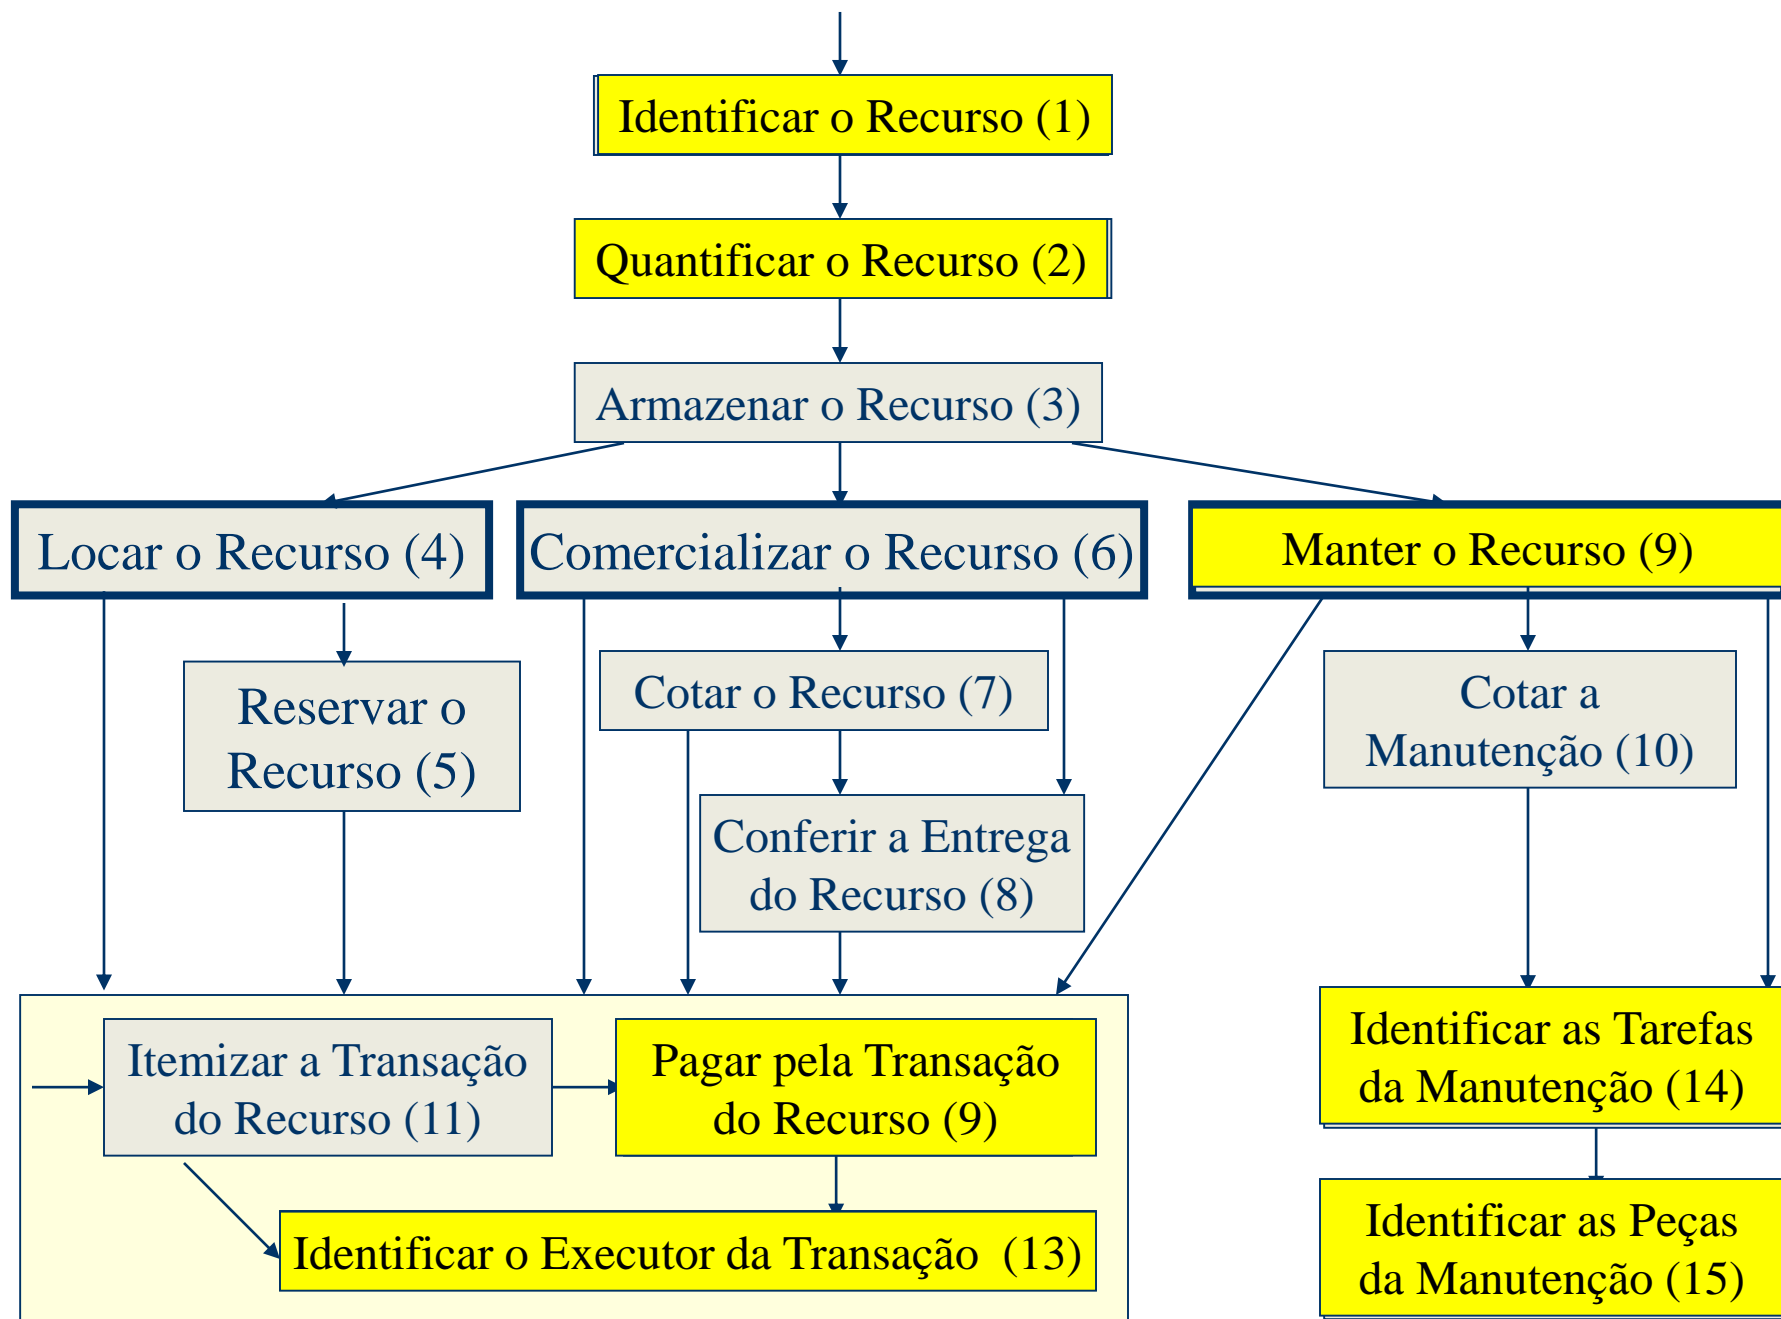 Identificar o Recurso (1)
Quantificar o Recurso (2)
Armazenar o Recurso (3)
Locar o Recurso (4)
Comercializar o Recurso (6)
Manter o Recurso (9)
Reservar o
Recurso (5)
Cotar o Recurso (7)
Cotar a
Manutenção (10)
Conferir a Entrega
do Recurso (8)
Itemizar a Transação
do Recurso (11)
Pagar pela Transação
do Recurso (9)
Identificar as Tarefas
da Manutenção (14)
Identificar o Executor da Transação (13)
Identificar as Peças
da Manutenção (15)